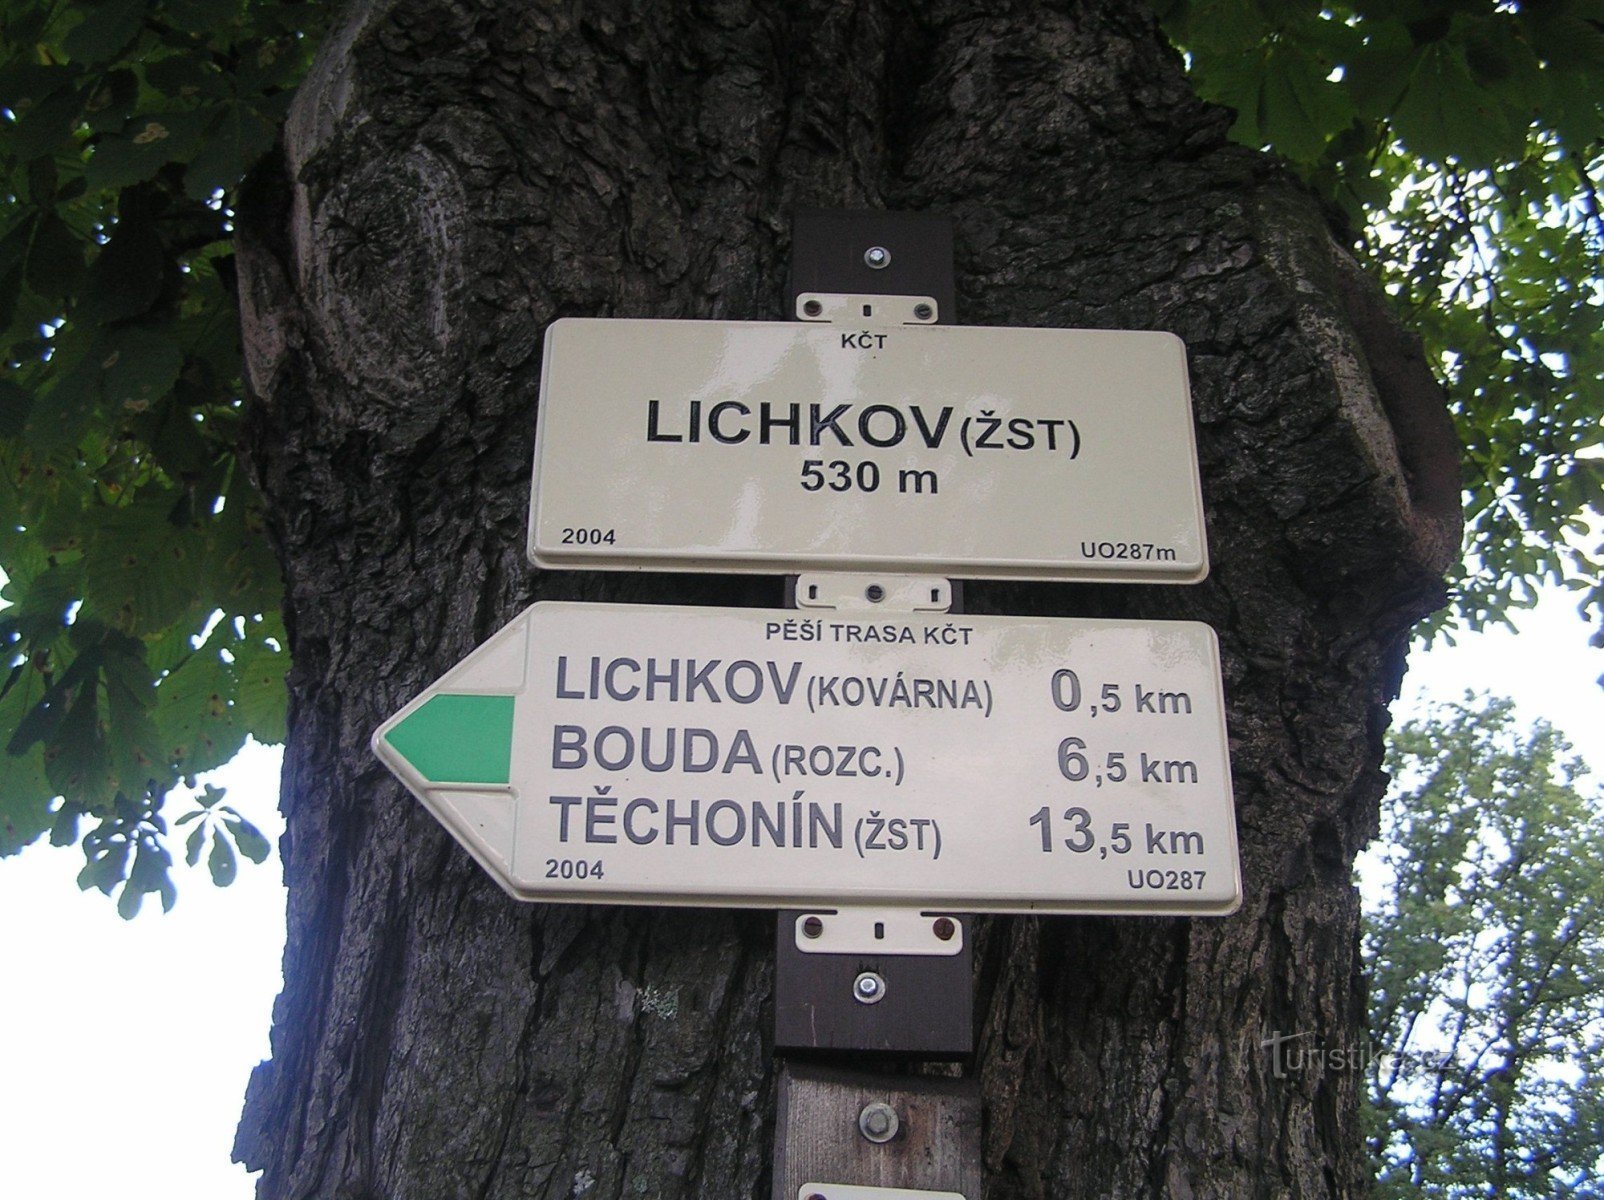 KČT
LICHKOV (ŽST)
530 m
2004 UO287m
PĚŠÍ TRASA KČT
LICHKOV (KOVÁRNA) 0,5 km
BOUDA (ROZC.) 6,5 km
TĚCHONÍN (ŽST) 13,5 km
2004 UO287
Turistika.cz